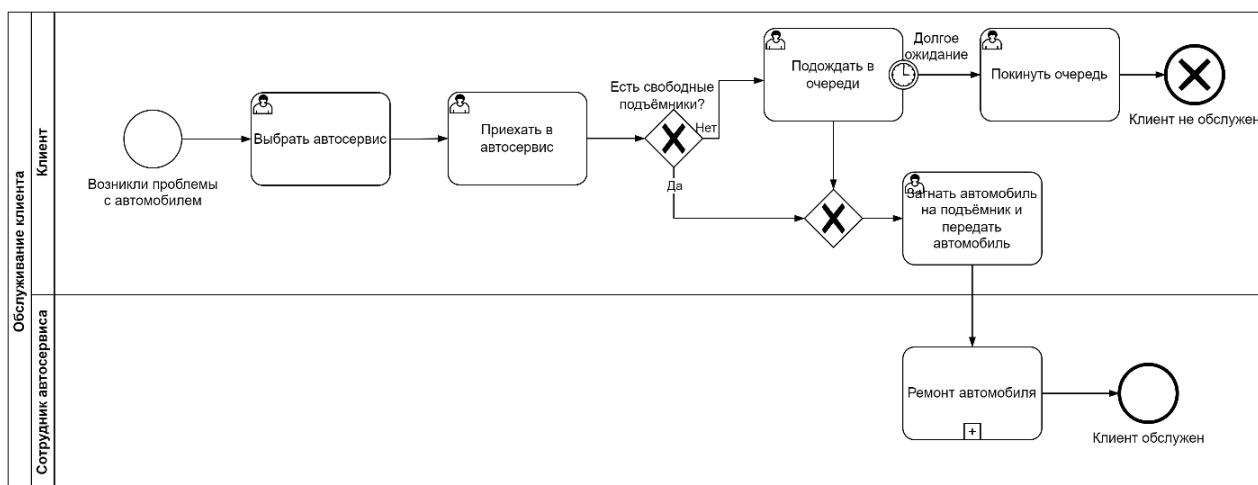 Обслуживание клиента
Клиент
Возникли проблемы
с автомобилем
Выбрать автосервис
Приехать в
автосервис
Есть свободные
подъёмники?
Нет
Да
Подождать в
очереди
Долгое
ожидание
Покинуть очередь
Клиент не обслужен
Загнать автомобиль
на подъёмник и
передать
автомобиль
Сотрудник автосервиса
Ремонт автомобиля
Клиент обслужен